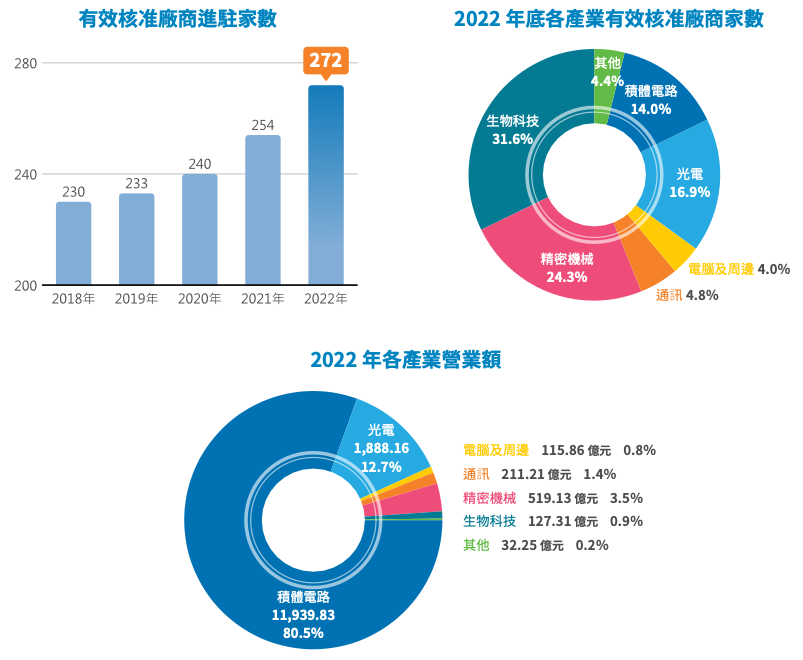 有效核准廠商進駐家數
280
240
200
230
233
240
254
272
2018年
2019年
2020年
2021年
2022年
2022 年底各產業有效核准廠商家數
其他
4.4%
積體電路
14.0%
光電
16.9%
電腦及周邊 4.0%
通訊 4.8%
精密機械
24.3%
生物科技
31.6%
2022 年各產業營業額
光電
1,888.16
12.7%
積體電路
11,939.83
80.5%
電腦及周邊 115.86 億元 0.8%
通訊 211.21 億元 1.4%
精密機械 519.13 億元 3.5%
生物科技 127.31 億元 0.9%
其他 32.25 億元 0.2%